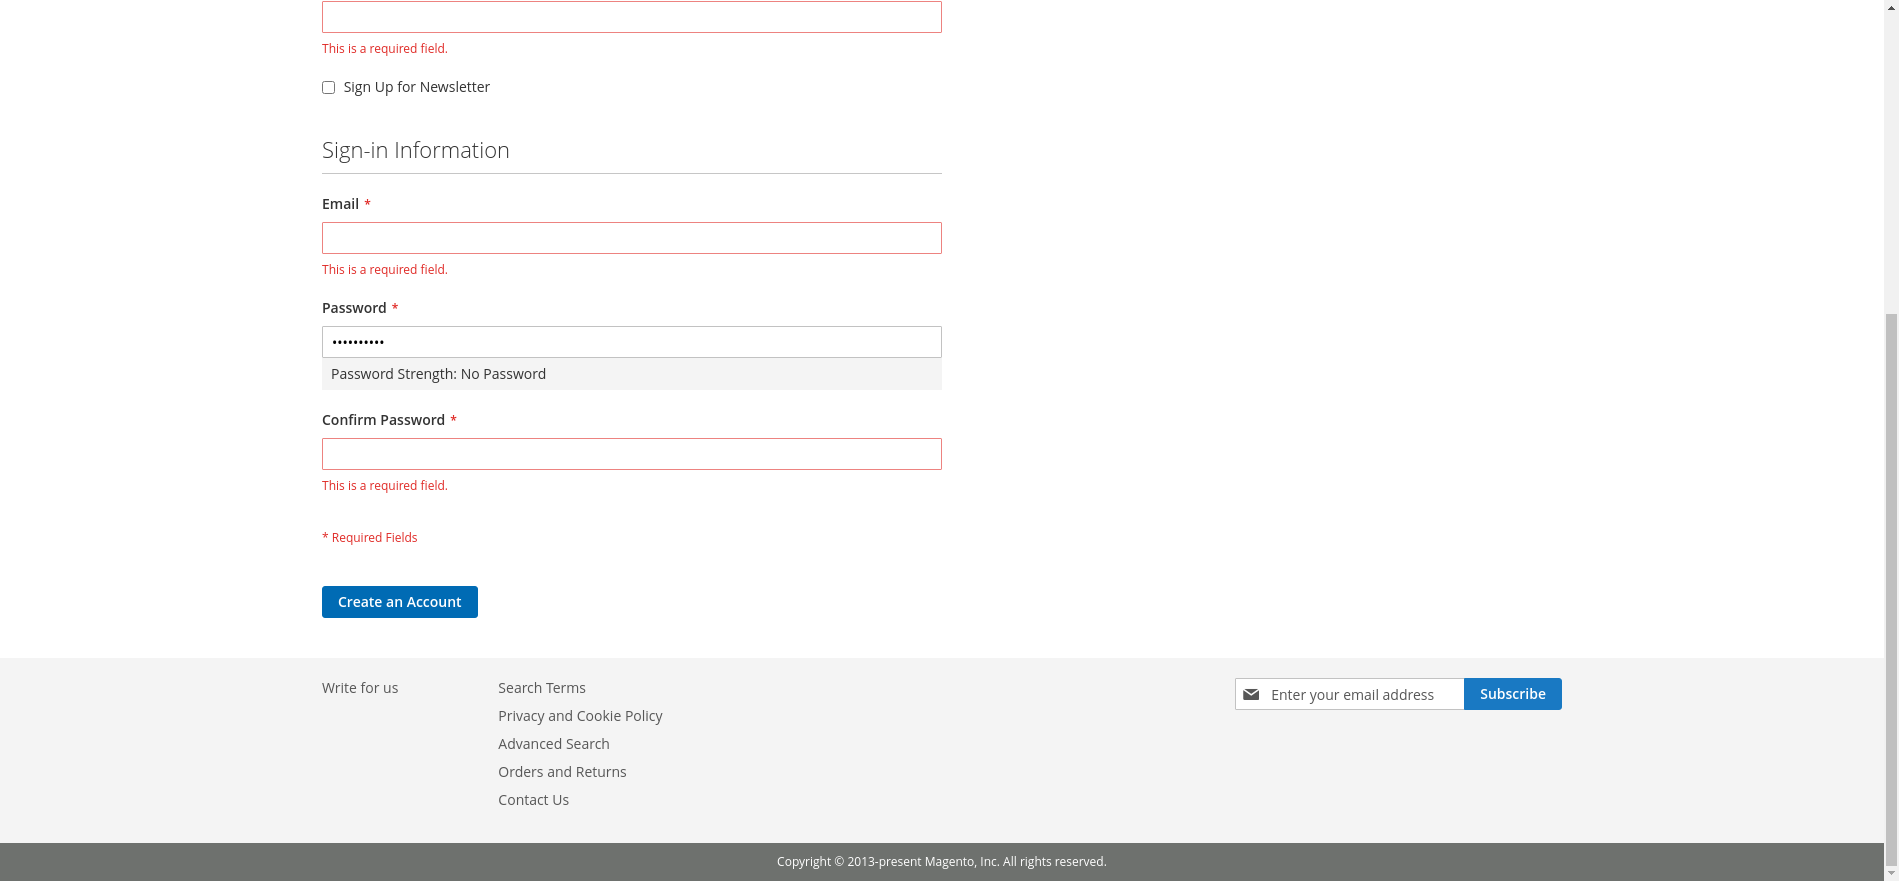 This is a required field.
Sign Up for Newsletter
Sign-in Information
Email *
This is a required field.
Password *
••••••••••
Password Strength: No Password
Confirm Password *
This is a required field.
* Required Fields
Create an Account
Write for us
Search Terms
Privacy and Cookie Policy
Advanced Search
Orders and Returns
Contact Us
Enter your email address
Subscribe
Copyright © 2013-present Magento, Inc. All rights reserved.